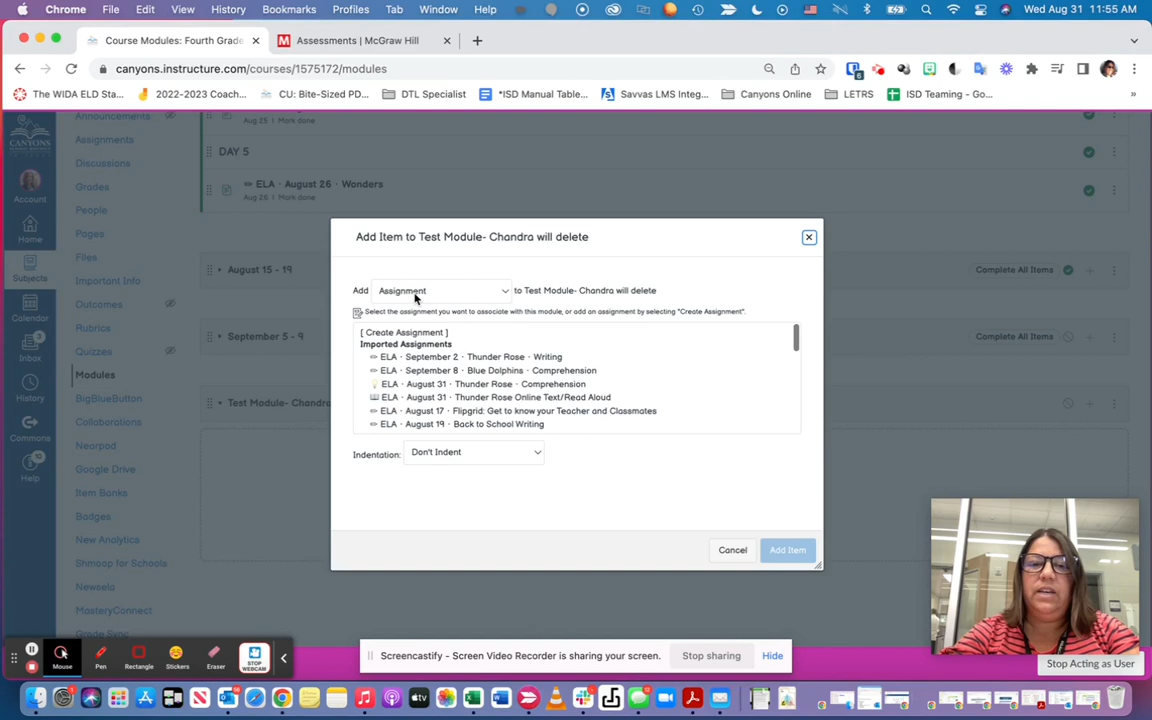 Chrome File Edit View History Bookmarks Profiles Tab Window Help Wed Aug 31 11:55 AM
Course Modules: Fourth Grade Assessments | McGraw Hill
canyons.instructure.com/courses/1575172/modules
The WIDA ELD Sta... 2022-2023 Coach... CU: Bite-Sized PD... DTL Specialist *ISD Manual Table... Savvas LMS Integ... Canyons Online LETRS ISD Teaming - Go...
Account
Home
Subjects
Calendar
Inbox
History
Commons
Help
Announcements
Assignments
Discussions
Grades
People
Pages
Files
Important Info
Outcomes
Rubrics
Quizzes
Modules
BigBlueButton
Collaborations
Nearpod
Google Drive
Item Banks
Badges
New Analytics
Shmoop for Schools
Newsela
MasteryConnect
Grade Sync
Aug 25 | Mark done
DAY 5
ELA · August 26 · Wonders
Aug 26 | Mark done
August 15 - 19 Complete All Items
September 5 - 9 Complete All Items
Test Module- Chandra
Add Item to Test Module- Chandra will delete
Add Assignment to Test Module- Chandra will delete
Select the assignment you want to associate with this module, or add an assignment by selecting "Create Assignment".
[ Create Assignment ]
Imported Assignments
ELA · September 2 · Thunder Rose · Writing
ELA · September 8 · Blue Dolphins · Comprehension
ELA · August 31 · Thunder Rose · Comprehension
ELA · August 31 · Thunder Rose Online Text/Read Aloud
ELA · August 17 · Flipgrid: Get to know your Teacher and Classmates
ELA · August 19 · Back to School Writing
Indentation: Don't Indent
Cancel Add Item
Mouse Pen Rectangle Stickers Eraser STOP WEBCAM
Screencastify - Screen Video Recorder is sharing your screen. Stop sharing Hide
Stop Acting as User